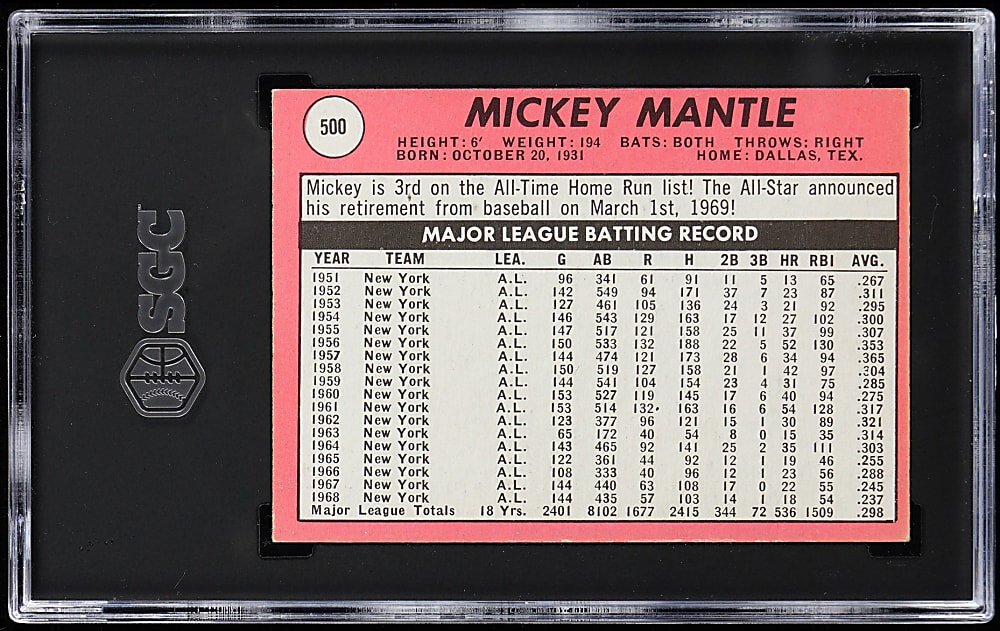 500
MICKEY MANTLE
HEIGHT: 6' WEIGHT: 194 BATS: BOTH THROWS: RIGHT
BORN: OCTOBER 20, 1931 HOME: DALLAS, TEX.
Mickey is 3rd on the All-Time Home Run list! The All-Star announced
his retirement from baseball on March 1st, 1969!
MAJOR LEAGUE BATTING RECORD
YEAR TEAM LEA. G AB R H 2B 3B HR RBI AVG.
1951 New York A.L. 96 341 61 91 11 5 13 65 .267
1952 New York A.L. 142 549 94 171 37 7 23 87 .311
1953 New York A.L. 127 461 105 136 24 3 21 92 .295
1954 New York A.L. 146 543 129 163 17 12 27 102 .300
1955 New York A.L. 147 517 121 158 25 11 37 99 .307
1956 New York A.L. 150 533 132 188 22 5 52 130 .353
1957 New York A.L. 144 474 121 173 28 6 34 94 .365
1958 New York A.L. 150 519 127 158 21 1 42 97 .304
1959 New York A.L. 144 541 104 154 23 4 31 75 .285
1960 New York A.L. 153 527 119 145 17 6 40 94 .275
1961 New York A.L. 153 514 132 163 16 6 54 128 .317
1962 New York A.L. 123 377 96 121 15 1 30 89 .321
1963 New York A.L. 65 172 40 54 8 0 15 35 .314
1964 New York A.L. 143 465 92 141 25 2 35 111 .303
1965 New York A.L. 122 361 44 92 12 1 19 46 .255
1966 New York A.L. 108 333 40 96 12 1 23 56 .288
1967 New York A.L. 144 440 63 108 17 0 22 55 .245
1968 New York A.L. 144 435 57 103 14 1 18 54 .237
Major League Totals 18 Yrs. 2401 8102 1677 2415 344 72 536 1509 .298
SGC